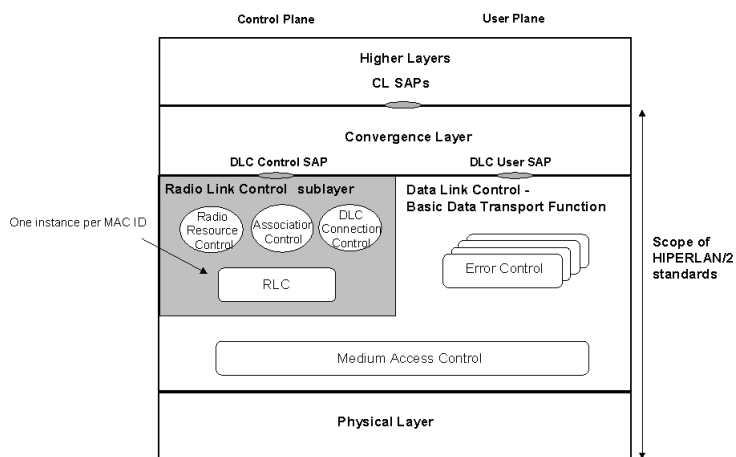 Control Plane
User Plane
Higher Layers
CL SAPs
Convergence Layer
DLC Control SAP
DLC User SAP
Radio Link Control sublayer
Data Link Control -
Basic Data Transport Function
One instance per MAC ID
Radio
Resource
Control
Association
Control
DLC
Connection
Control
Error Control
RLC
Scope of
HIPERLAN/2
standards
Medium Access Control
Physical Layer